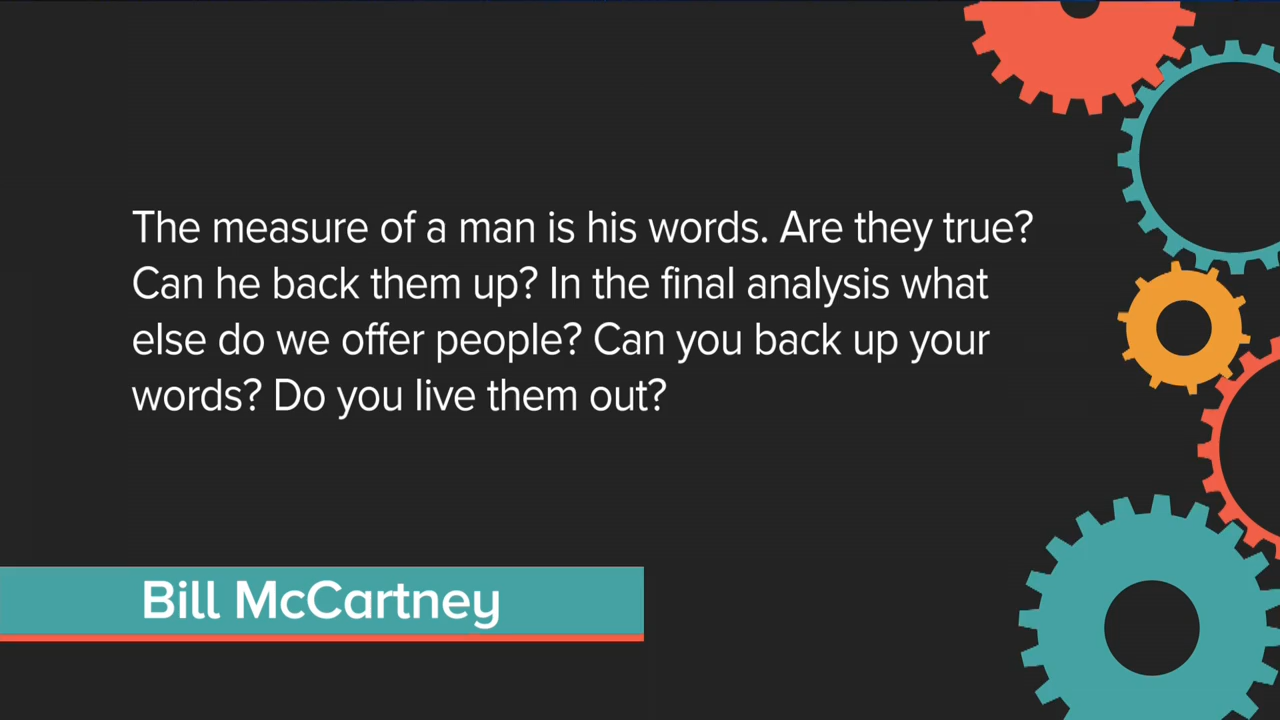 The measure of a man is his words. Are they true?
Can he back them up? In the final analysis what
else do we offer people? Can you back up your
words? Do you live them out?
Bill McCartney